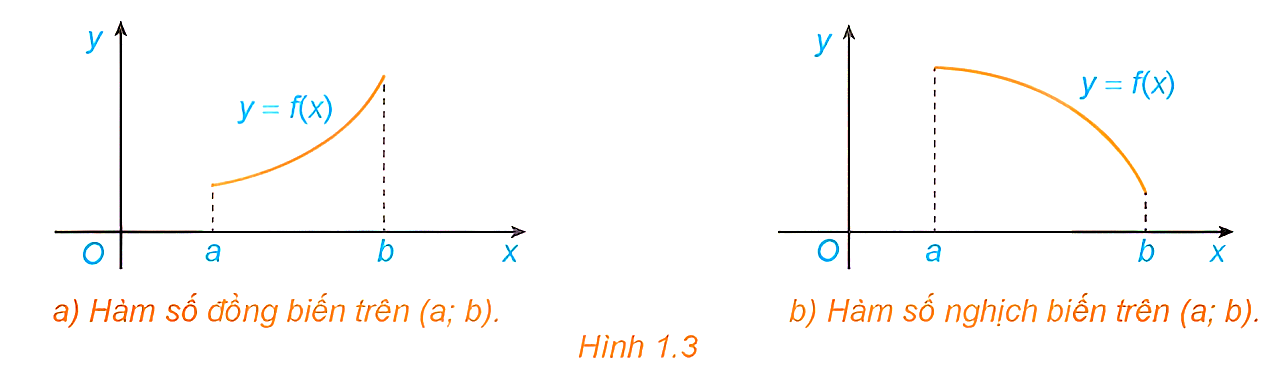 y
y = f(x)
O
a
b
x
a) Hàm số đồng biến trên (a; b).
y
y = f(x)
O
a
b
x
b) Hàm số nghịch biến trên (a; b).
Hình 1.3